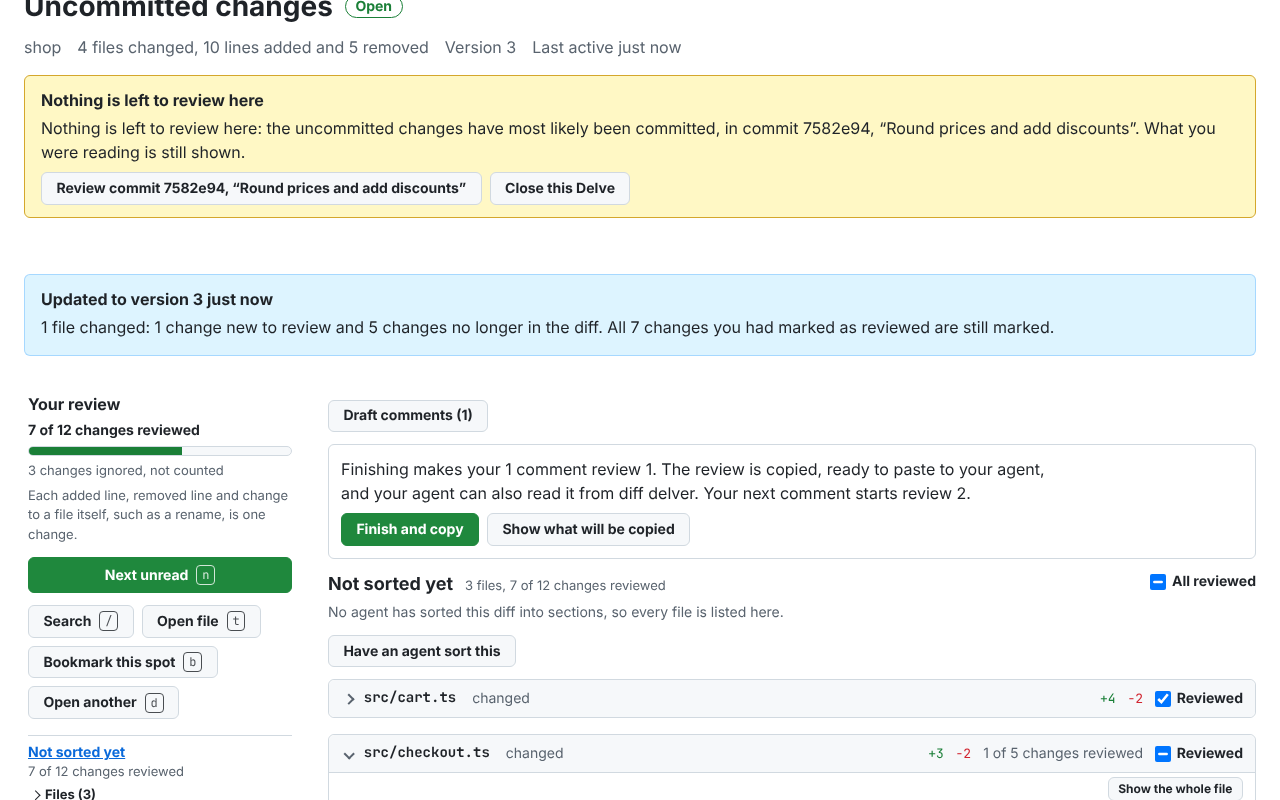 Uncommitted changes Open
shop 4 files changed, 10 lines added and 5 removed Version 3 Last active just now
Nothing is left to review here
Nothing is left to review here: the uncommitted changes have most likely been committed, in commit 7582e94, “Round prices and add discounts”. What you
were reading is still shown.
Review commit 7582e94, “Round prices and add discounts” Close this Delve
Updated to version 3 just now
1 file changed: 1 change new to review and 5 changes no longer in the diff. All 7 changes you had marked as reviewed are still marked.
Your review
7 of 12 changes reviewed
3 changes ignored, not counted
Each added line, removed line and change
to a file itself, such as a rename, is one
change.
Next unread n
Search / Open file t
Bookmark this spot b
Open another d
Not sorted yet
7 of 12 changes reviewed
Files (3)
Draft comments (1)
Finishing makes your 1 comment review 1. The review is copied, ready to paste to your agent,
and your agent can also read it from diff delver. Your next comment starts review 2.
Finish and copy Show what will be copied
Not sorted yet 3 files, 7 of 12 changes reviewed All reviewed
No agent has sorted this diff into sections, so every file is listed here.
Have an agent sort this
src/cart.ts changed +4 -2 Reviewed
src/checkout.ts changed +3 -2 1 of 5 changes reviewed Reviewed
Show the whole file